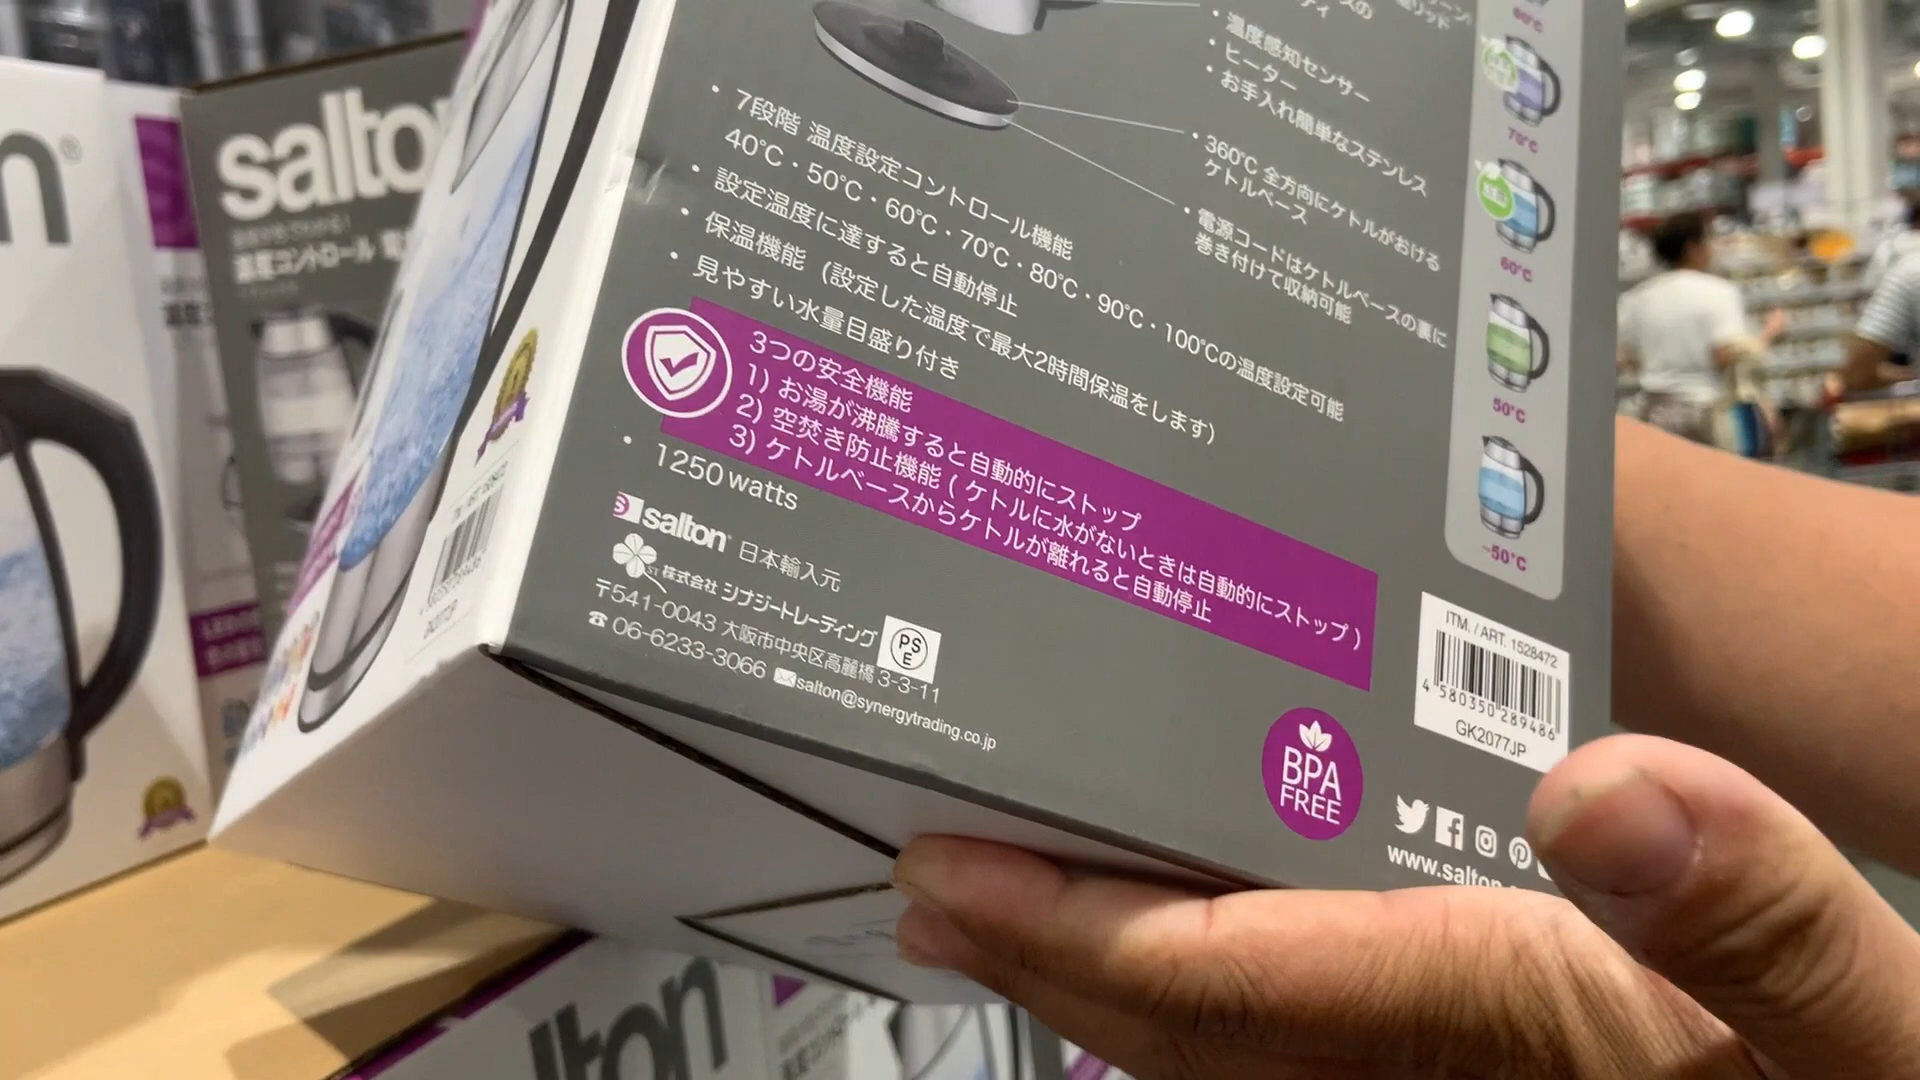 salton
温度コントロール
温度感知センサー
ヒーター
お手入れ簡単なステンレス
360℃ 全方向にケトルがおける
ケトルベース
電源コードはケトルベースの裏に
巻き付けて収納可能
7段階 温度設定コントロール機能
40℃・50℃・60℃・70℃・80℃・90℃・100℃の温度設定可能
設定温度に達すると自動停止
保温機能 (設定した温度で最大2時間保温をします)
見やすい水量目盛り付き
3つの安全機能
1) お湯が沸騰すると自動的にストップ
2) 空焚き防止機能 ( ケトルに水がないときは自動的にストップ )
3) ケトルベースからケトルが離れると自動停止
1250 watts
salton 日本輸入元
株式会社 シナジートレーディング
〒541-0043 大阪市中央区高麗橋 3-3-11
☎ 06-6233-3066 salton@synergytrading.co.jp
PS
E
BPA
FREE
80℃
70℃
60℃
50℃
~50℃
ITM. / ART. 1528472
4 580350 289486
GK2077JP
www.salton
lton